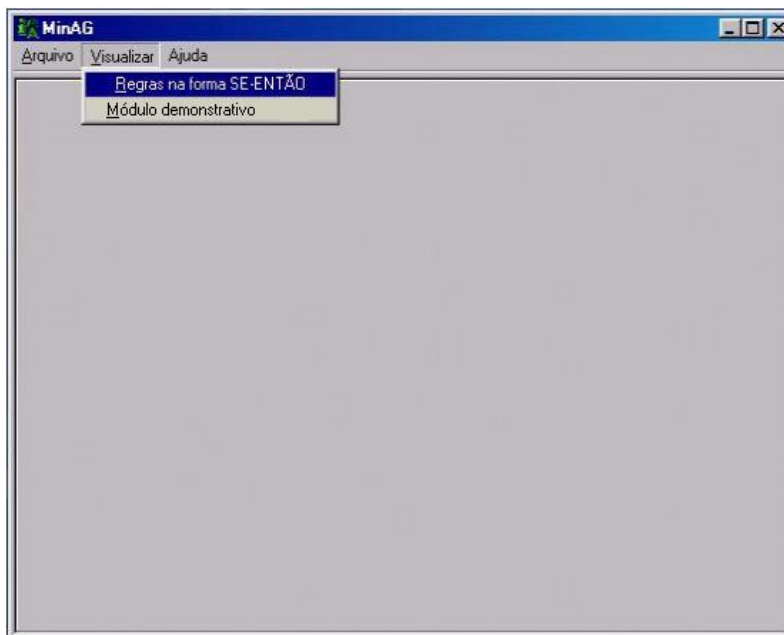 MinAG
Arquivo Visualizar Ajuda
Regras na forma SE-ENTÃO
Módulo demonstrativo